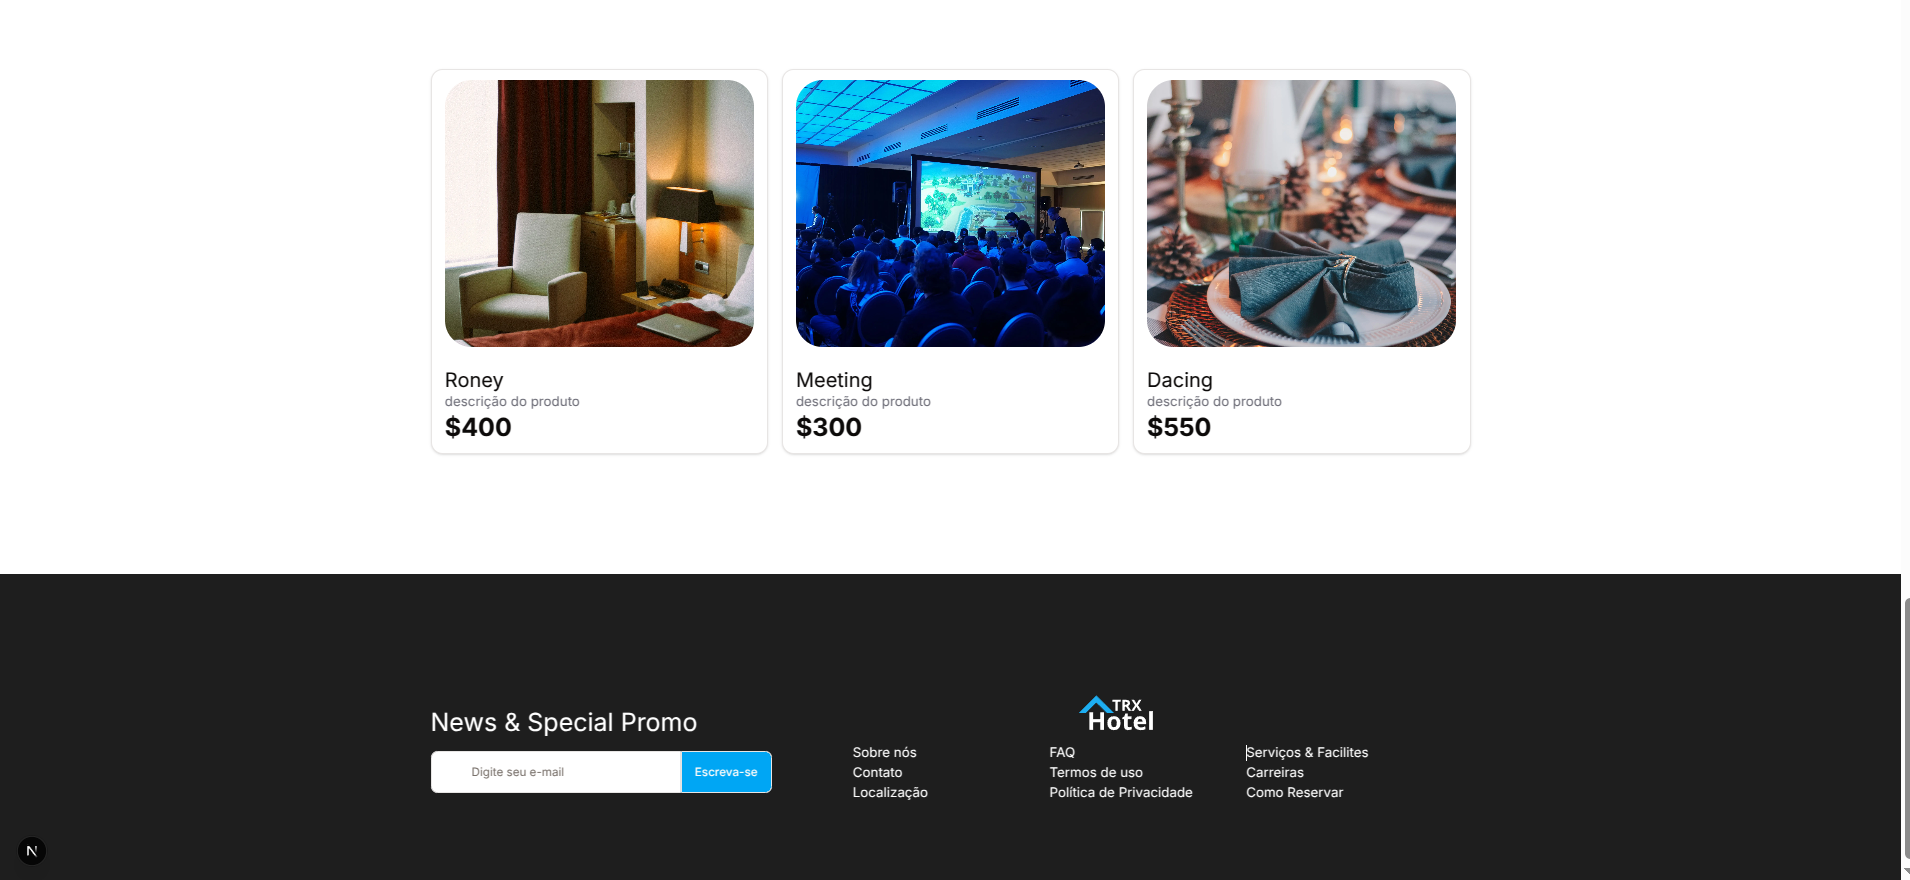 Roney
descrição do produto
$400
Meeting
descrição do produto
$300
Dacing
descrição do produto
$550
News & Special Promo
Digite seu e-mail
Escreva-se
TRX
Hotel
Sobre nós
Contato
Localização
FAQ
Termos de uso
Política de Privacidade
Serviços & Facilites
Carreiras
Como Reservar
N